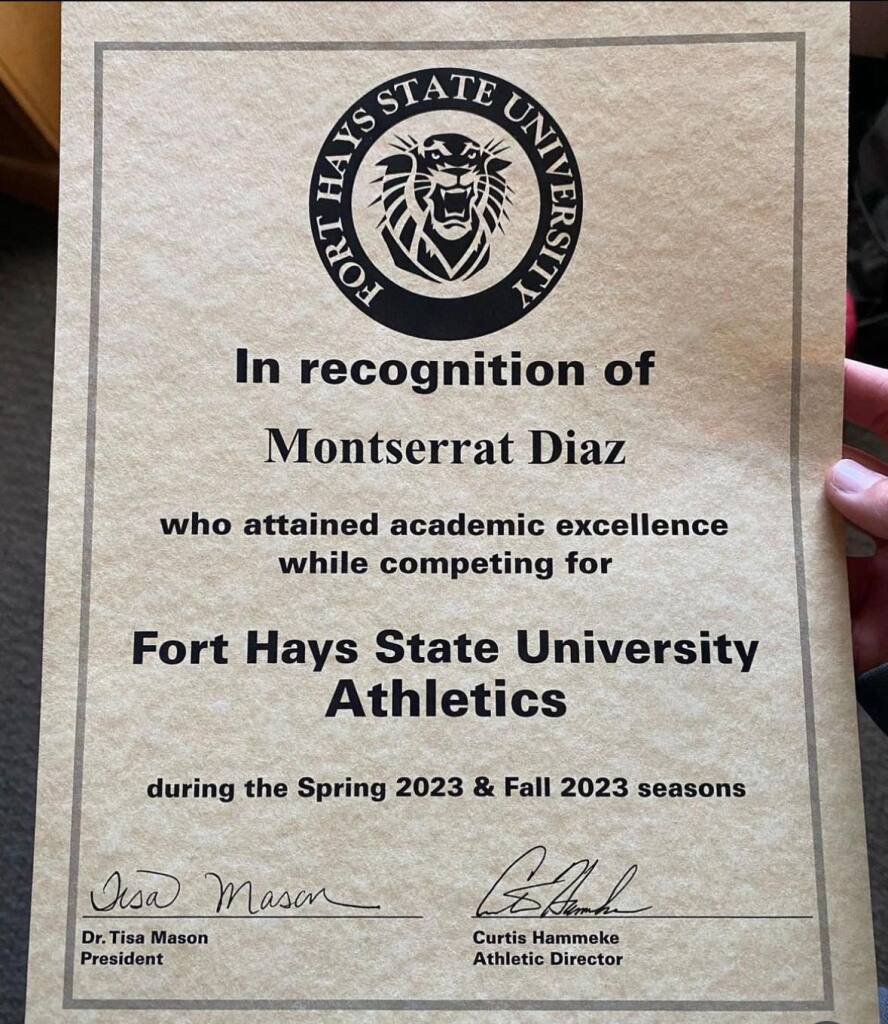 FORT HAYS STATE UNIVERSITY
In recognition of
Montserrat Diaz
who attained academic excellence
while competing for
Fort Hays State University
Athletics
during the Spring 2023 & Fall 2023 seasons
Tisa Mason
Dr. Tisa Mason
President
Curtis Hammeke
Athletic Director